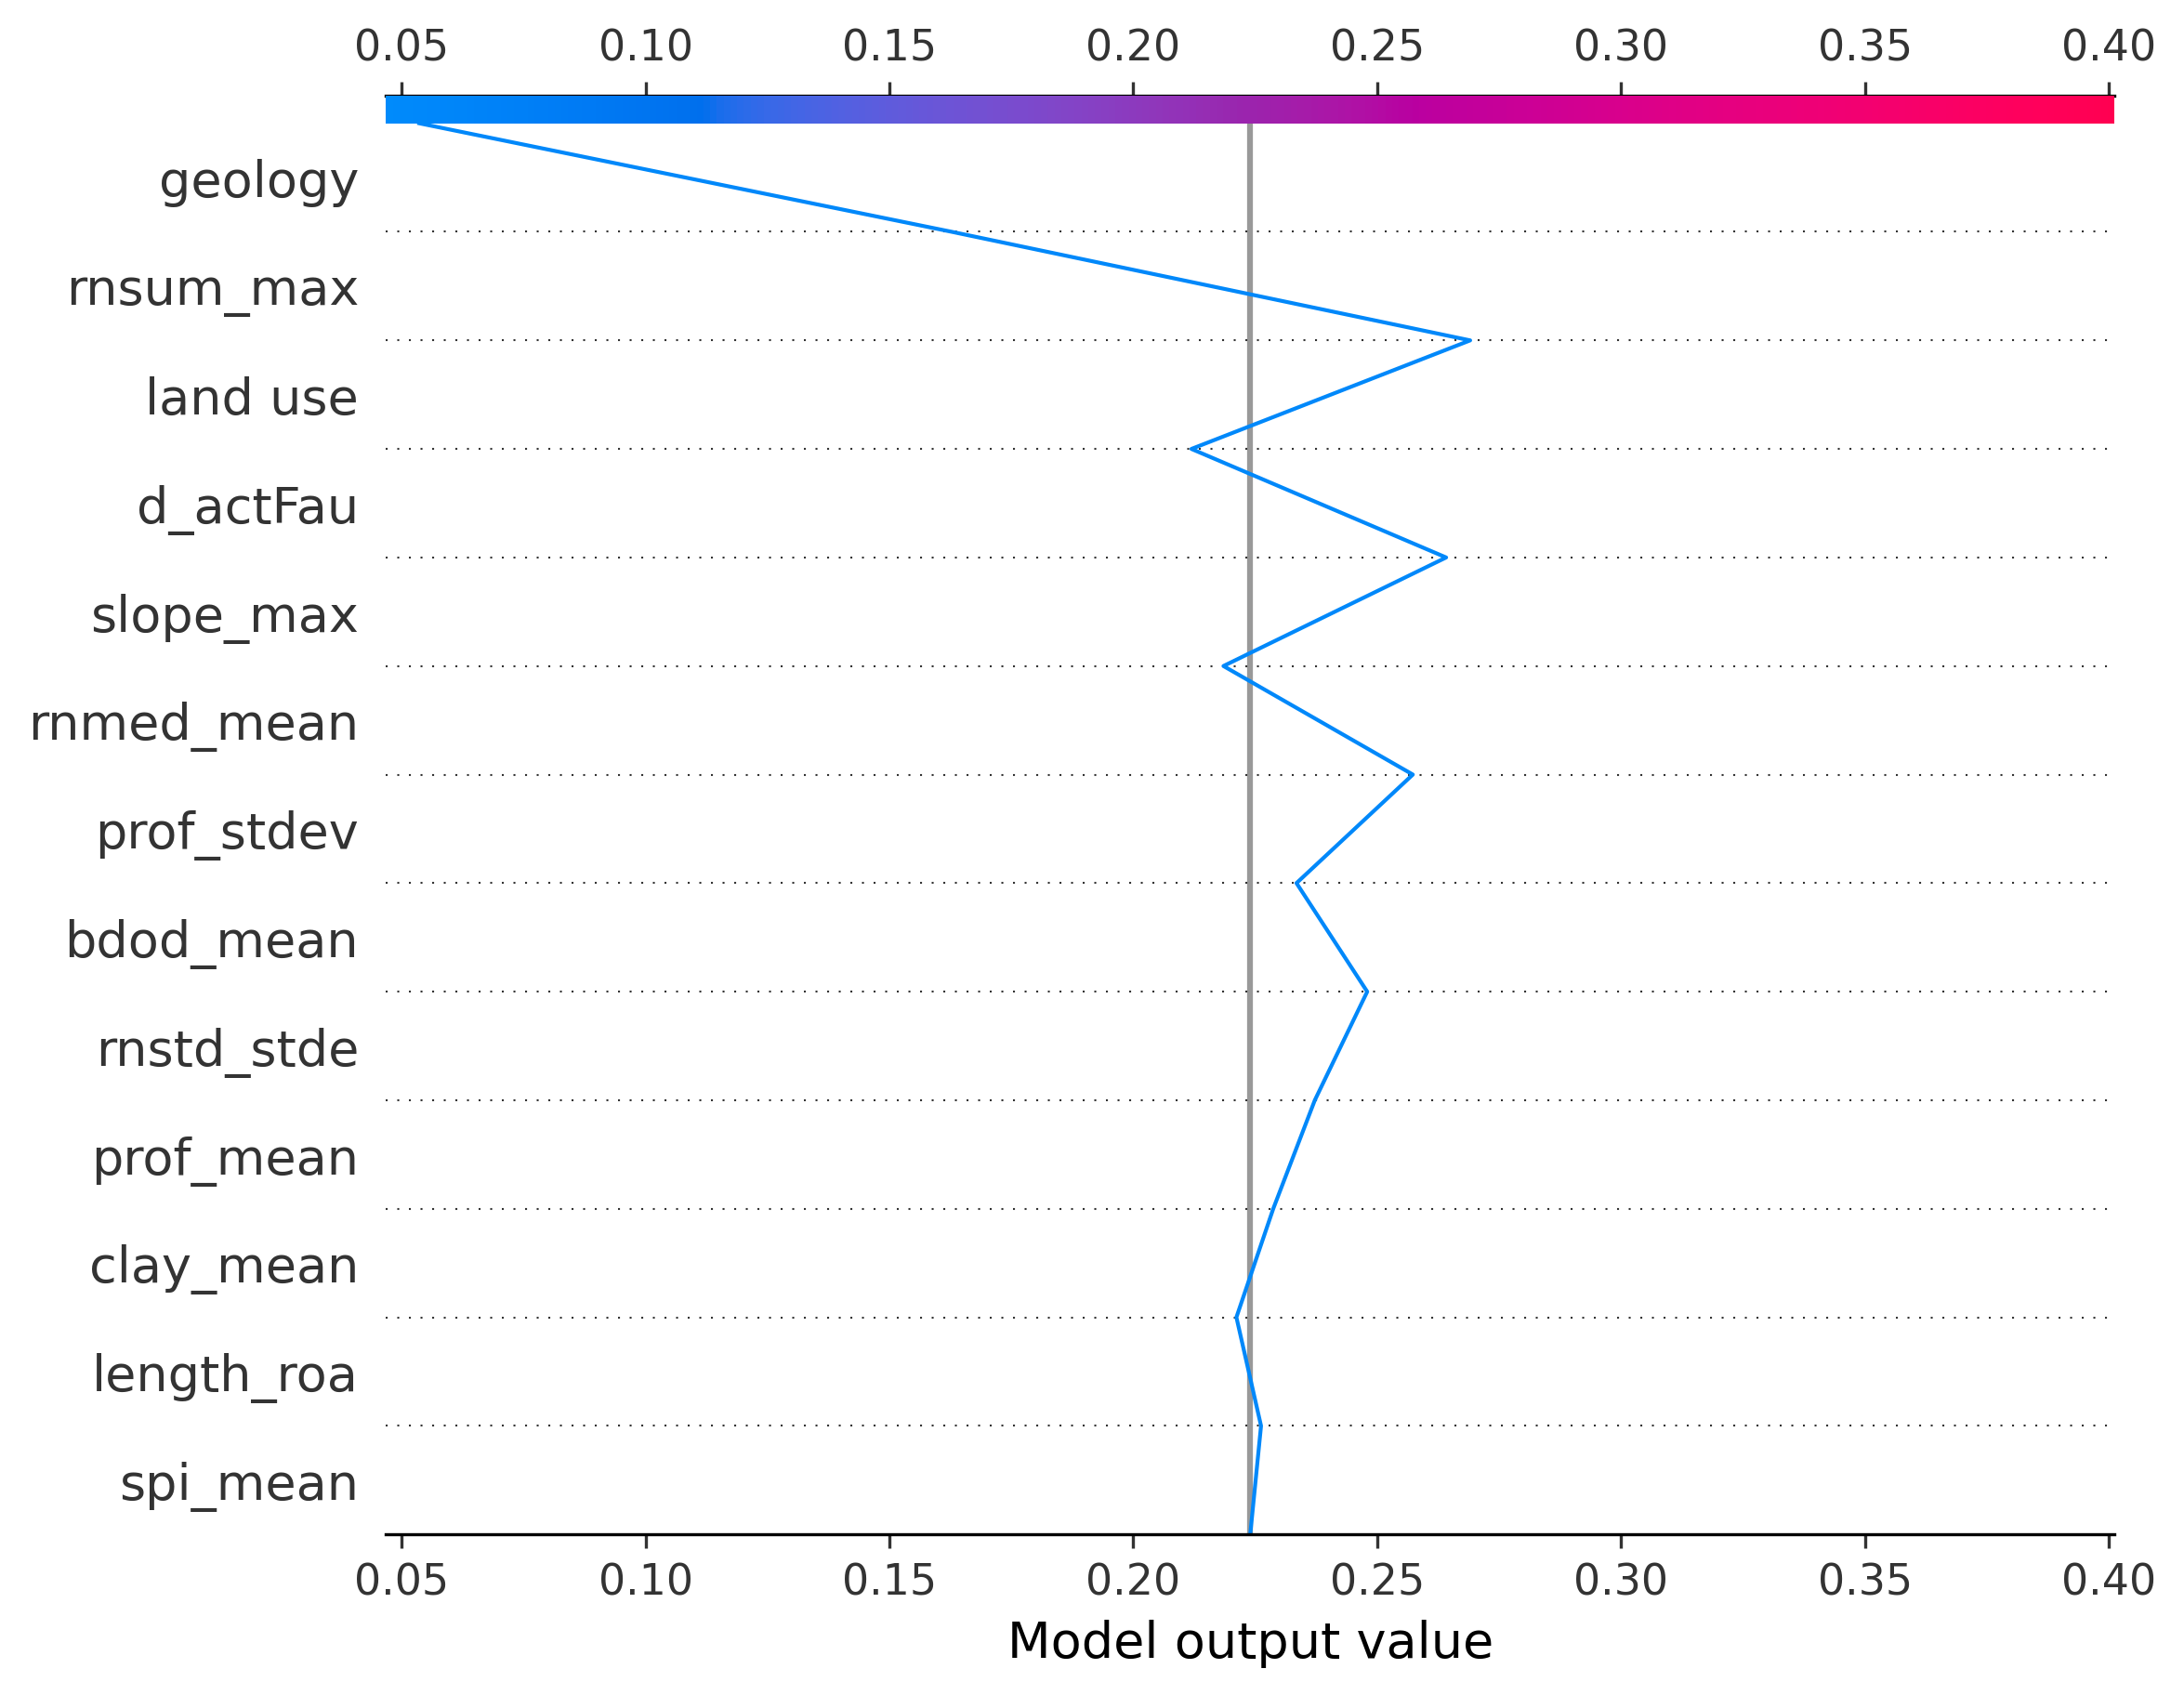 0.05 0.10 0.15 0.20 0.25 0.30 0.35 0.40
geology
rnsum_max
land use
d_actFau
slope_max
rnmed_mean
prof_stdev
bdod_mean
rnstd_stde
prof_mean
clay_mean
length_roa
spi_mean
0.05 0.10 0.15 0.20 0.25 0.30 0.35 0.40
Model output value